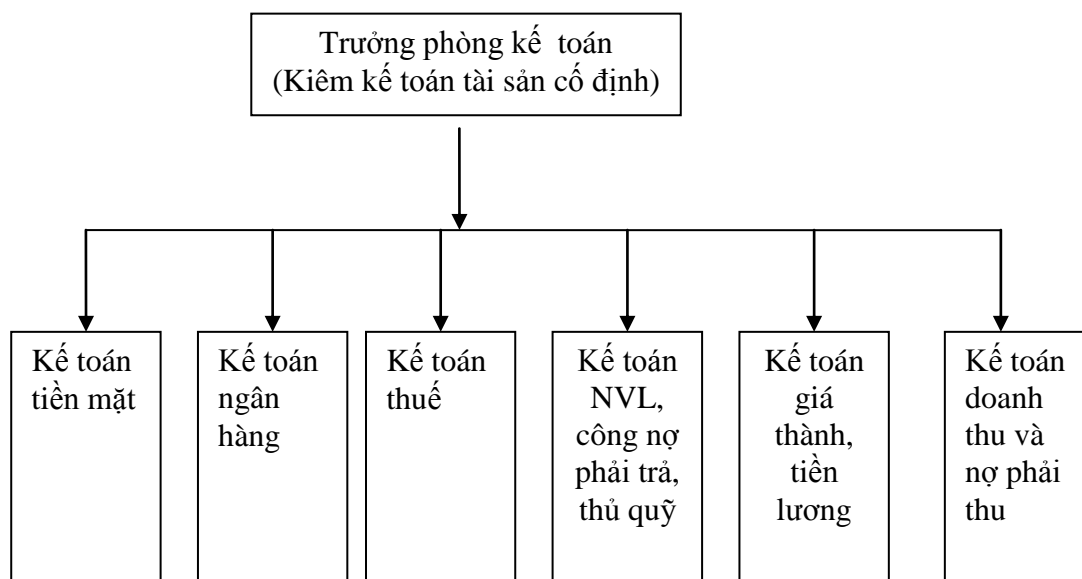 Trưởng phòng kế toán
(Kiêm kế toán tài sản cố định)
Kế toán
tiền mặt
Kế toán
ngân
hàng
Kế toán
thuế
Kế toán
NVL,
công nợ
phải trả,
thủ quỹ
Kế toán
giá
thành,
tiền
lương
Kế toán
doanh
thu và
nợ phải
thu